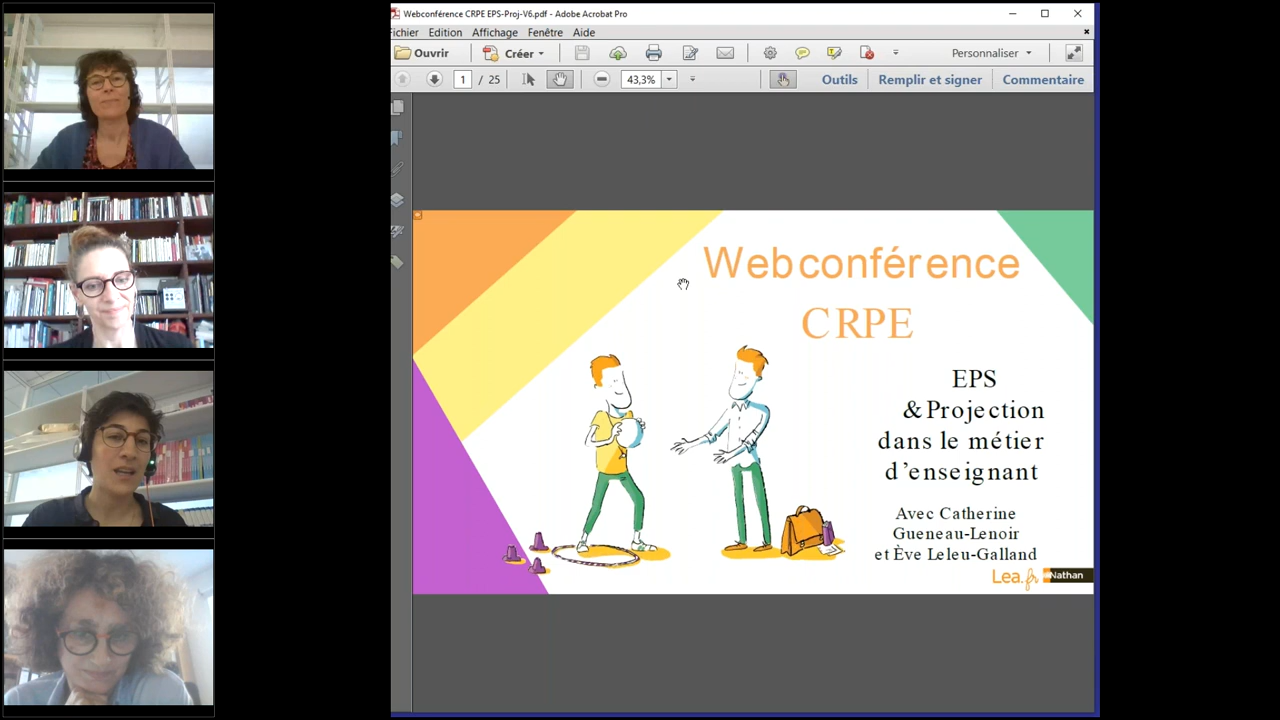 Webconférence CRPE EPS-Proj-V6.pdf - Adobe Acrobat Pro
Fichier Edition Affichage Fenêtre Aide
Ouvrir Créer Personnaliser
1 / 25 43,3% Outils Remplir et signer Commentaire
Webconférence
CRPE
EPS
&Projection
dans le métier
d'enseignant
Avec Catherine
Gueneau-Lenoir
et Ève Leleu-Galland
Lea.fr Nathan